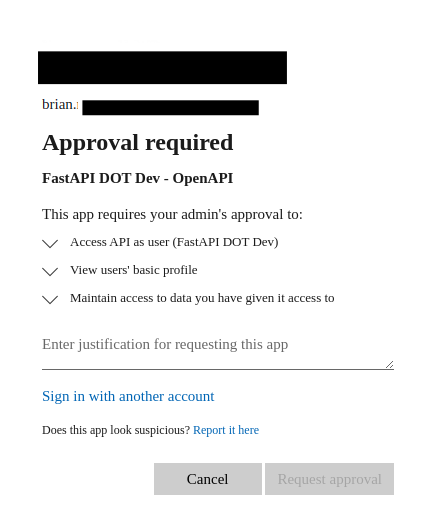 brian.
Approval required
FastAPI DOT Dev - OpenAPI
This app requires your admin's approval to:
Access API as user (FastAPI DOT Dev)
View users' basic profile
Maintain access to data you have given it access to
Enter justification for requesting this app
Sign in with another account
Does this app look suspicious? Report it here
Cancel Request approval